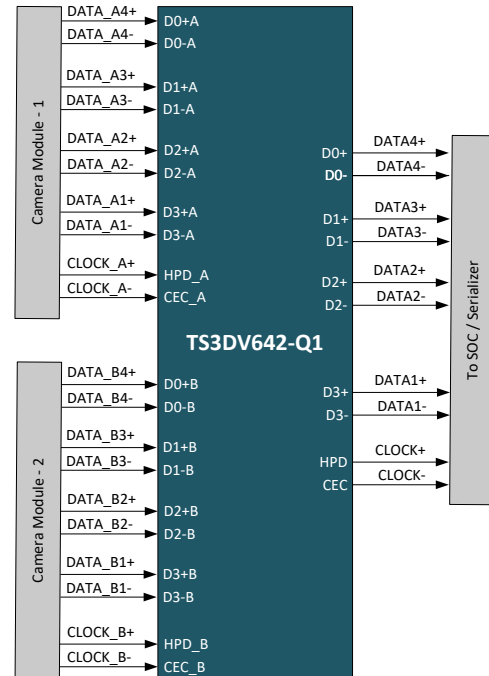 Camera Module - 1
DATA_A4+
DATA_A4-
DATA_A3+
DATA_A3-
DATA_A2+
DATA_A2-
DATA_A1+
DATA_A1-
CLOCK_A+
CLOCK_A-
D0+A
D0-A
D1+A
D1-A
D2+A
D2-A
D3+A
D3-A
HPD_A
CEC_A
TS3DV642-Q1
Camera Module - 2
DATA_B4+
DATA_B4-
DATA_B3+
DATA_B3-
DATA_B2+
DATA_B2-
DATA_B1+
DATA_B1-
CLOCK_B+
CLOCK_B-
D0+B
D0-B
D1+B
D1-B
D2+B
D2-B
D3+B
D3-B
HPD_B
CEC_B
D0+
D0-
D1+
D1-
D2+
D2-
D3+
D3-
HPD
CEC
DATA4+
DATA4-
DATA3+
DATA3-
DATA2+
DATA2-
DATA1+
DATA1-
CLOCK+
CLOCK-
To SOC / Serializer